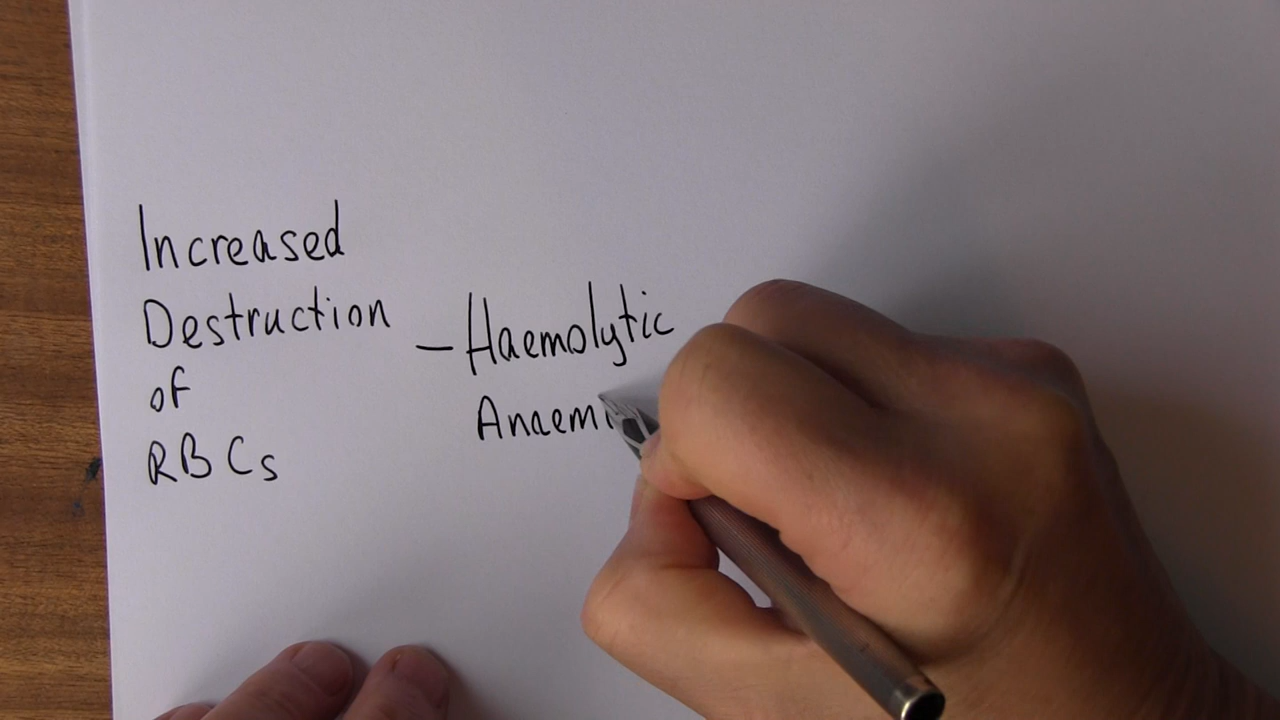 Increased
Destruction
of
RBCs
– Haemolytic
Anaemi